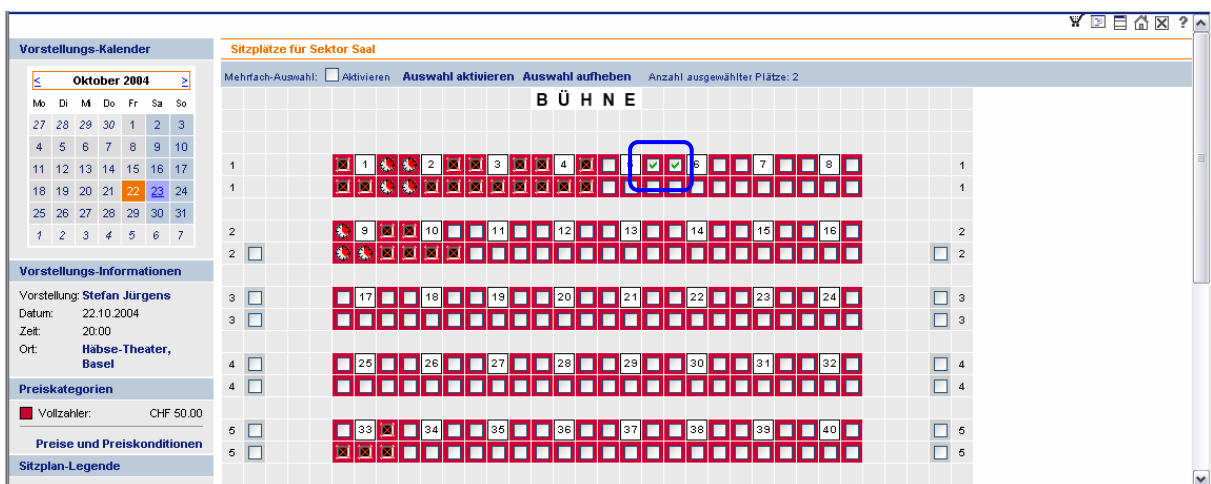 ?
Vorstellungs-Kalender
< Oktober 2004 >
Mo Di Mi Do Fr Sa So
27 28 29 30 1 2 3
4 5 6 7 8 9 10
11 12 13 14 15 16 17
18 19 20 21 22 23 24
25 26 27 28 29 30 31
1 2 3 4 5 6 7
Vorstellungs-Informationen
Vorstellung: Stefan Jürgens
Datum: 22.10.2004
Zeit: 20:00
Ort: Häbse-Theater,
Basel
Preiskategorien
Vollzahler: CHF 50.00
Preise und Preiskonditionen
Sitzplan-Legende
Sitzplätze für Sektor Saal
Mehrfach-Auswahl: Aktivieren Auswahl aktivieren Auswahl aufheben Anzahl ausgewählter Plätze: 2
BÜHNE
1 1 2 3 4 5 6 7 8 1
1 1
2 9 10 11 12 13 14 15 16 2
2 2
3 17 18 19 20 21 22 23 24 3
3 3
4 25 26 27 28 29 30 31 32 4
4 4
5 33 34 35 36 37 38 39 40 5
5 5